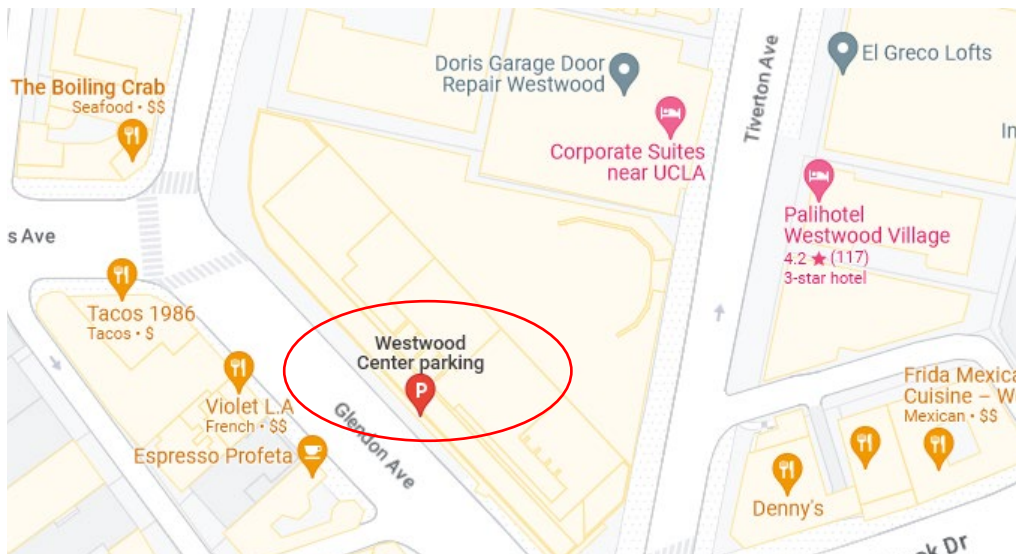 The Boiling Crab
Seafood • $$
Doris Garage Door
Repair Westwood
Corporate Suites
near UCLA
Tiverton Ave
El Greco Lofts
In
Palihotel
Westwood Village
4.2 ★ (117)
3-star hotel
s Ave
Tacos 1986
Tacos • $
Westwood
Center parking
P
Violet L.A
French • $$
Glendon Ave
Espresso Profeta
Frida Mexica
Cuisine – W
Mexican • $$
Denny's
ok Dr